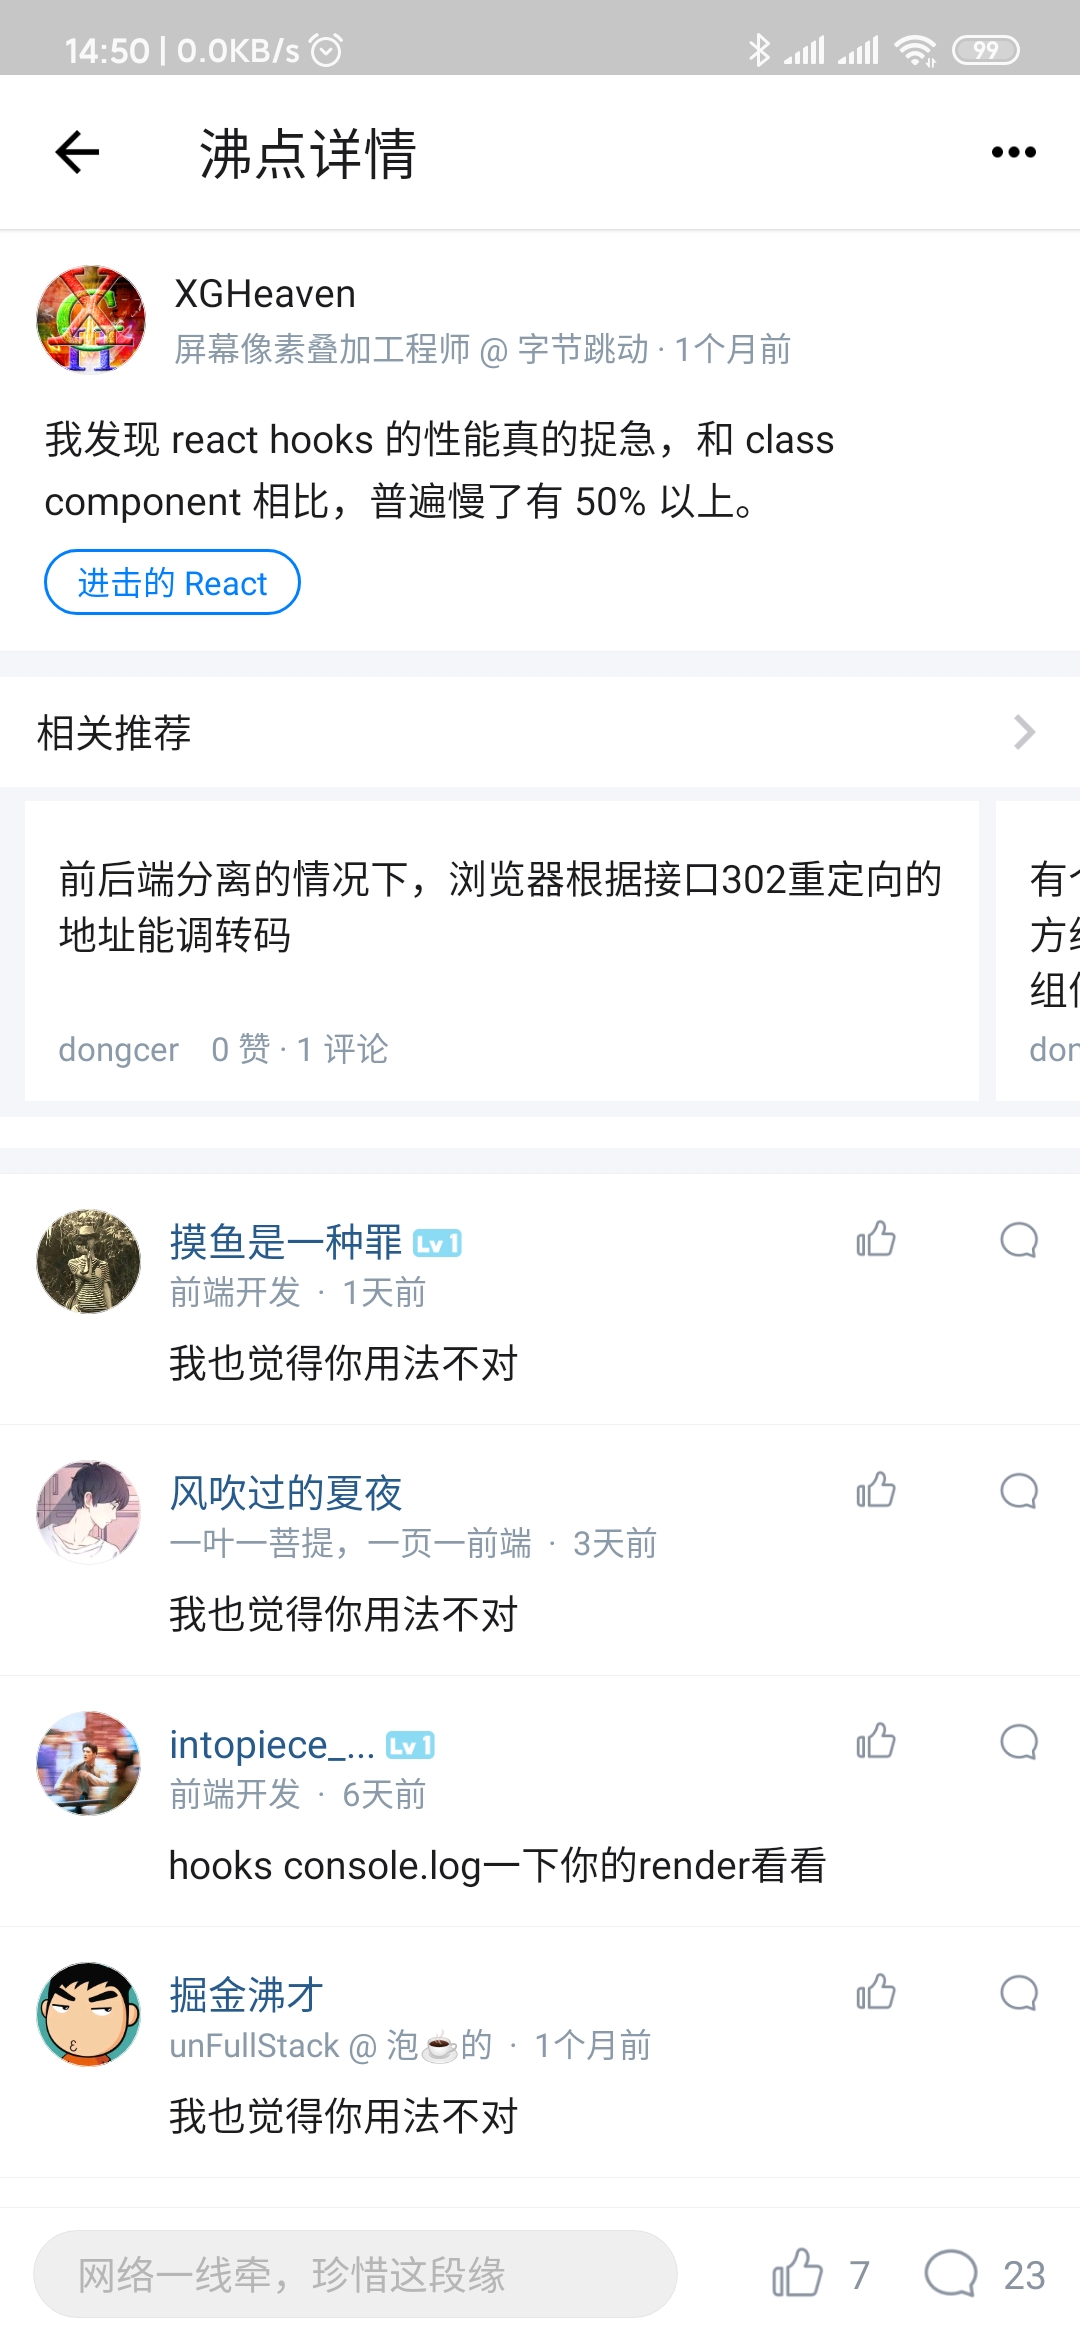 14:50 | 0.0KB/s
99
沸点详情
XGHeaven
屏幕像素叠加工程师 @ 字节跳动 · 1个月前
我发现 react hooks 的性能真的捉急，和 class
component 相比，普遍慢了有 50% 以上。
进击的 React
相关推荐
前后端分离的情况下，浏览器根据接口302重定向的
地址能调转码
dongcer 0 赞 · 1 评论
有
方
组
don
摸鱼是一种罪 Lv1
前端开发 · 1天前
我也觉得你用法不对
风吹过的夏夜
一叶一菩提，一页一前端 · 3天前
我也觉得你用法不对
intopiece_... Lv1
前端开发 · 6天前
hooks console.log一下你的render看看
掘金沸才
unFullStack @ 泡☕的 · 1个月前
我也觉得你用法不对
网络一线牵，珍惜这段缘
7
23